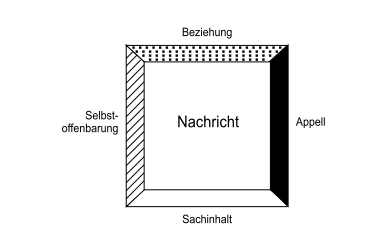 Beziehung
Selbst-
offenbarung
Nachricht
Appell
Sachinhalt